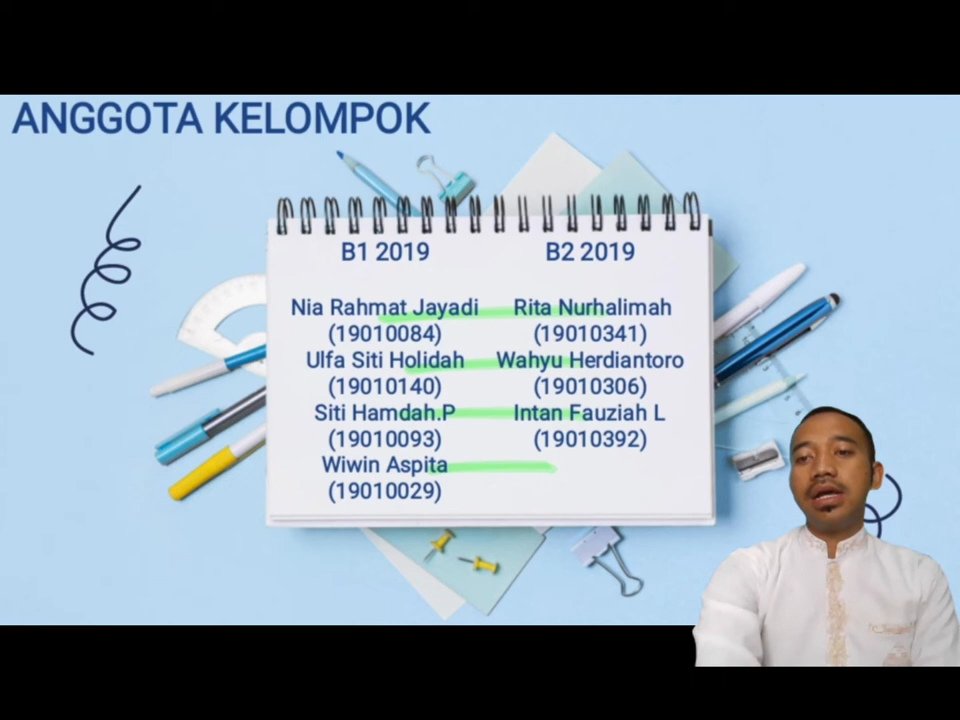 ANGGOTA KELOMPOK
B1 2019
Nia Rahmat Jayadi
(19010084)
Ulfa Siti Holidah
(19010140)
Siti Hamdah.P
(19010093)
Wiwin Aspita
(19010029)
B2 2019
Rita Nurhalimah
(19010341)
Wahyu Herdiantoro
(19010306)
Intan Fauziah L
(19010392)